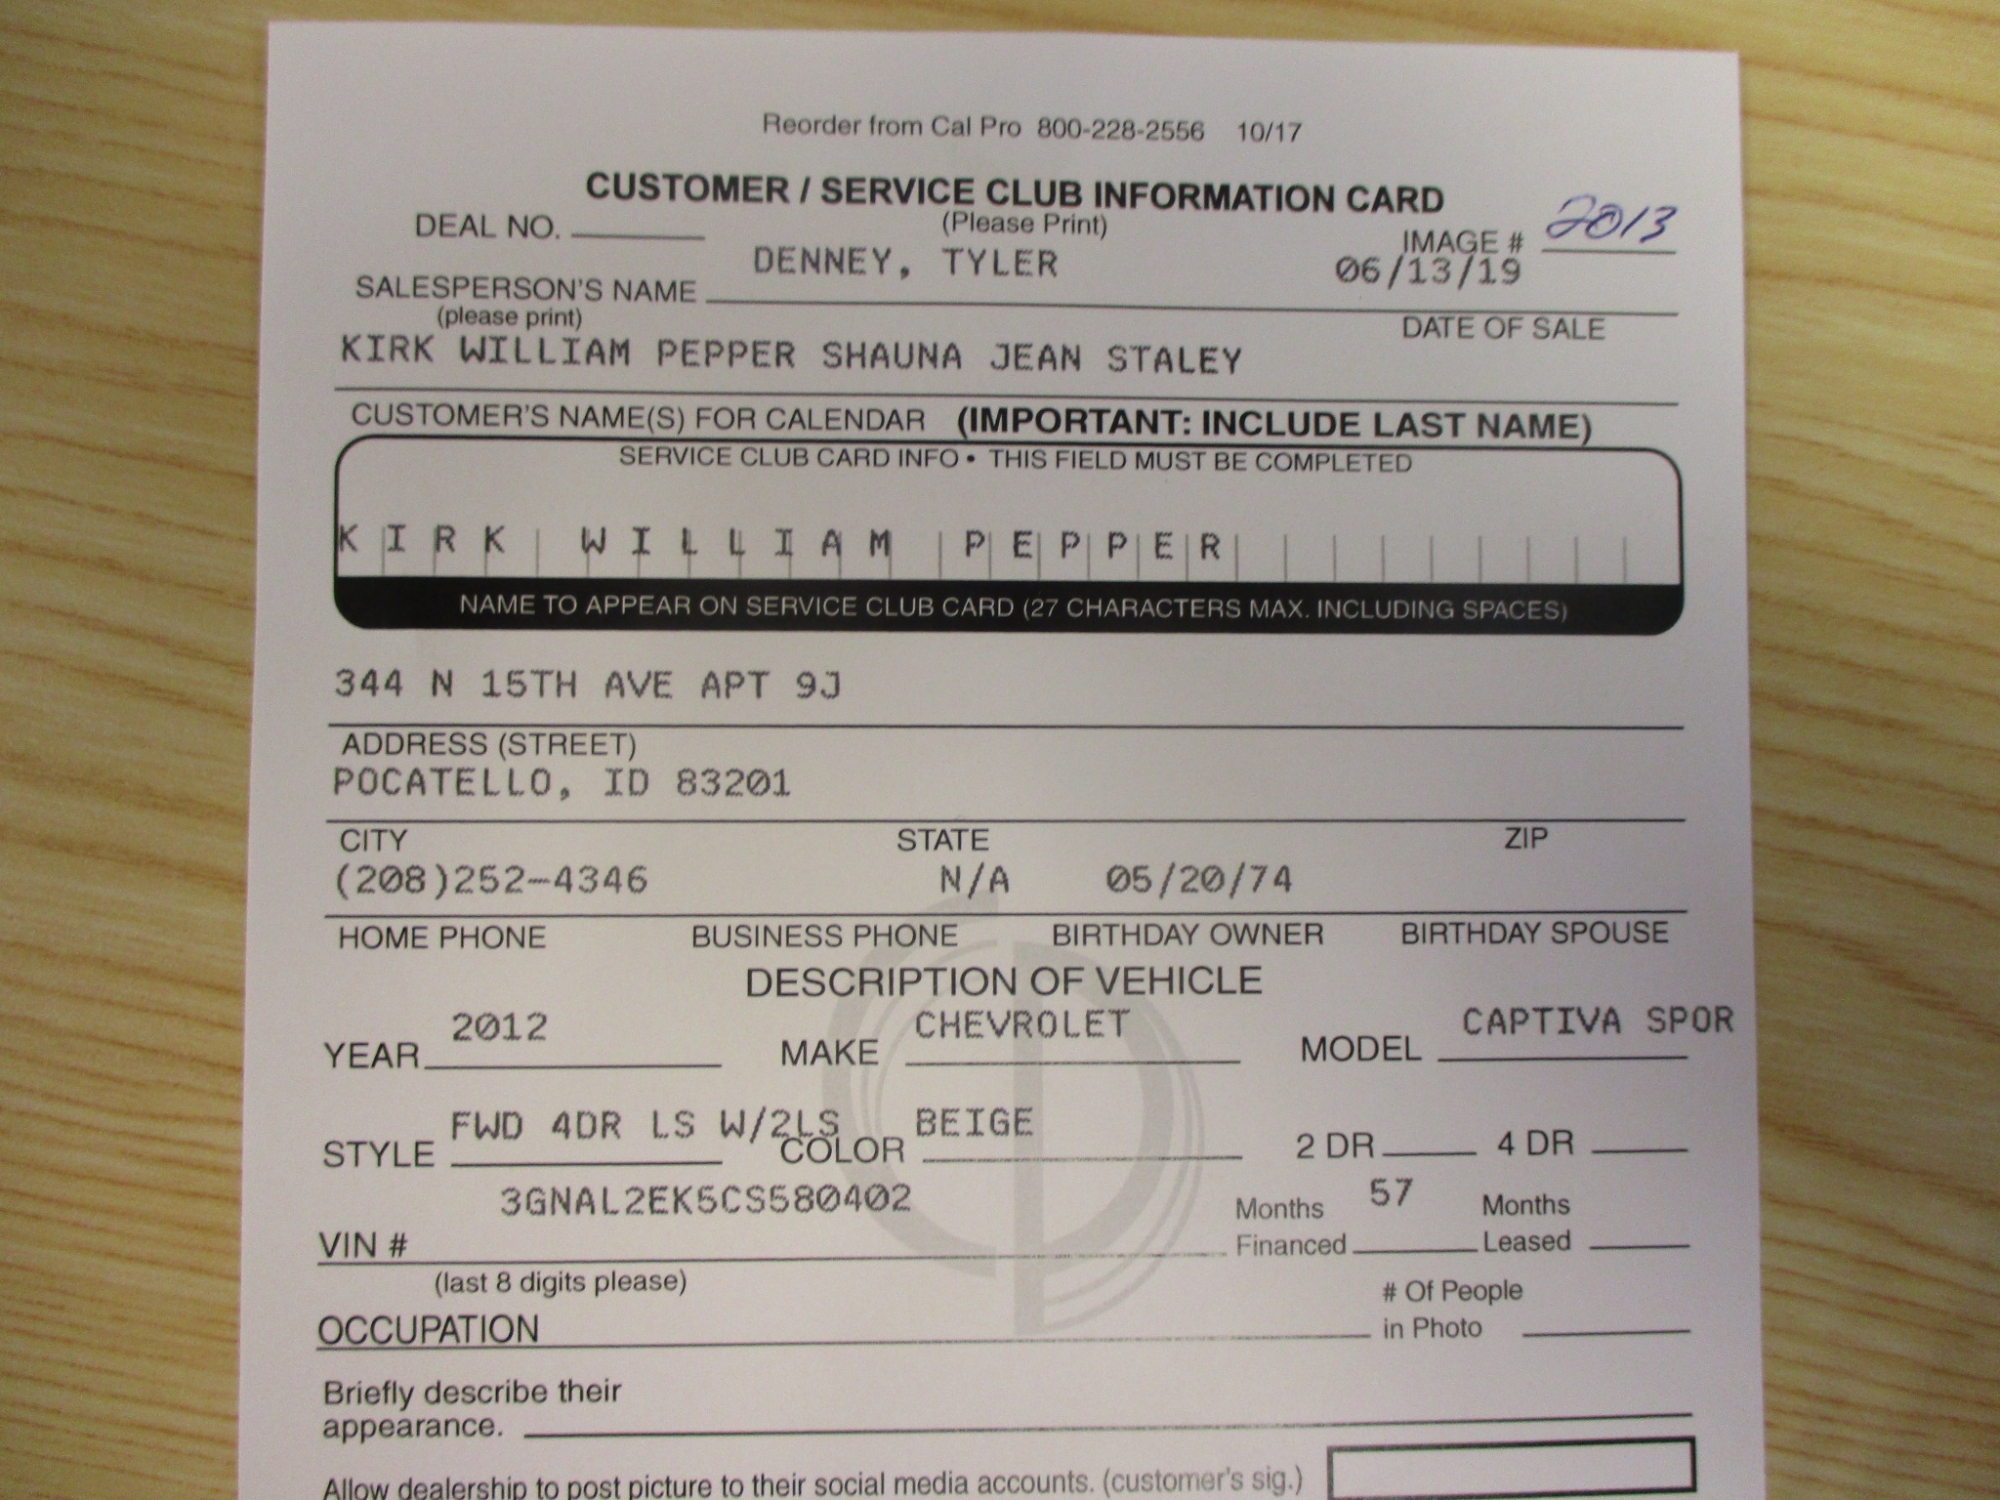 Reorder from Cal Pro 800-228-2556 10/17
CUSTOMER / SERVICE CLUB INFORMATION CARD
DEAL NO. (Please Print) IMAGE # 2013
DENNEY, TYLER 06/13/19
SALESPERSON'S NAME
(please print) DATE OF SALE
KIRK WILLIAM PEPPER SHAUNA JEAN STALEY
CUSTOMER'S NAME(S) FOR CALENDAR (IMPORTANT: INCLUDE LAST NAME)
SERVICE CLUB CARD INFO • THIS FIELD MUST BE COMPLETED
KIRK WILLIAM PEPPER
NAME TO APPEAR ON SERVICE CLUB CARD (27 CHARACTERS MAX. INCLUDING SPACES)
344 N 15TH AVE APT 9J
ADDRESS (STREET)
POCATELLO, ID 83201
CITY STATE ZIP
(208)252-4346 N/A 05/20/74
HOME PHONE BUSINESS PHONE BIRTHDAY OWNER BIRTHDAY SPOUSE
DESCRIPTION OF VEHICLE
YEAR 2012 MAKE CHEVROLET MODEL CAPTIVA SPOR
STYLE FWD 4DR LS W/2LS COLOR BEIGE 2 DR 4 DR
3GNAL2EK5CS580402 Months 57 Months
VIN # Financed Leased
(last 8 digits please) # Of People
OCCUPATION in Photo
Briefly describe their
appearance.
Allow dealership to post picture to their social media accounts. (customer's sig.)